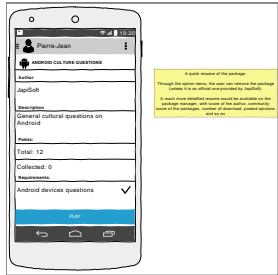 19:20
Pierre-Jean
ANDROID CULTURE QUESTIONS
Author
JapiSoft
Description
General cultural questions on
Android
Points:
Total: 12
Collected: 0
Requirements:
Android devices questions
PLAY
A quick resume of the package.
Through the option menu, the user can remove the package
(unless it is an official one provided by JapiSoft).
A much more detailled resume would be available on the
package manager, with score of the author, community
score of the packages, number of download, posted opinions
and so on